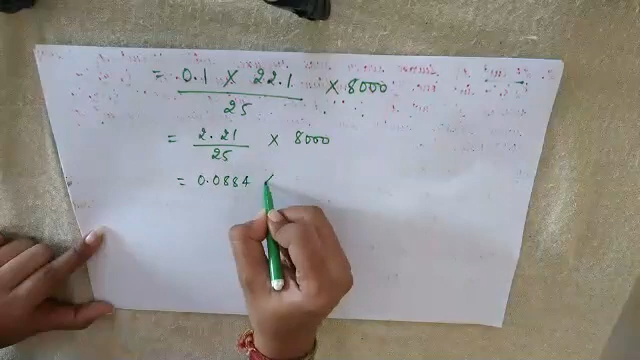 = 0.1 X 22.1 / 25 X 8000
= 2.21 / 25 X 8000
= 0.0884